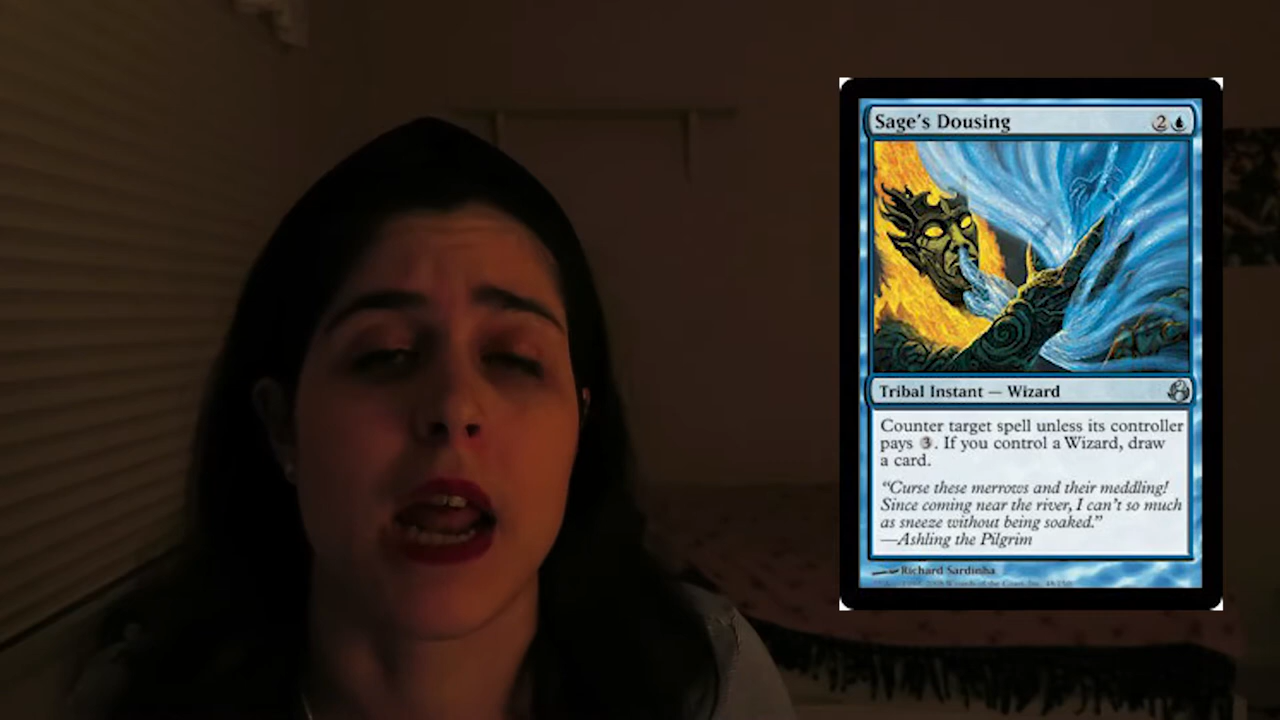 Sage's Dousing 2
Tribal Instant — Wizard
Counter target spell unless its controller
pays 3. If you control a Wizard, draw
a card.
"Curse these merrows and their meddling!
Since coming near the river, I can't so much
as sneeze without being soaked."
—Ashling the Pilgrim
Richard Sardinha